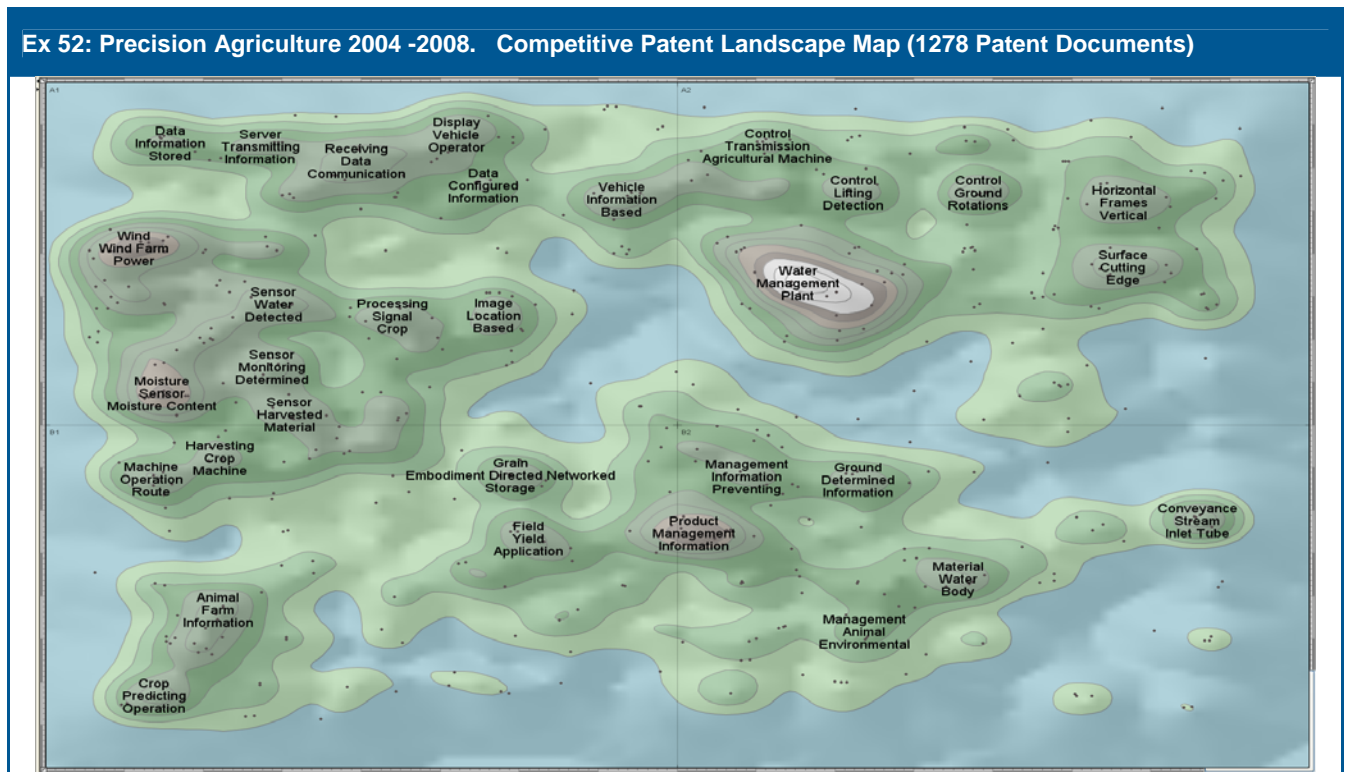 Ex 52: Precision Agriculture 2004 -2008.   Competitive Patent Landscape Map (1278 Patent Documents)
A1
A2
Data
Information
Stored
Server
Transmitting
Information
Receiving
Data
Communication
Display
Vehicle
Operator
Data
Configured
Information
Vehicle
Information
Based
Control
Transmission
Agricultural Machine
Control
Lifting
Detection
Control
Ground
Rotations
Horizontal
Frames
Vertical
Wind
Wind Farm
Power
Surface
Cutting
Edge
Water
Management
Plant
Sensor
Water
Detected
Processing
Signal
Crop
Image
Location
Based
Sensor
Monitoring
Determined
Moisture
Sensor
Moisture Content
Sensor
Harvested
Material
B1
B2
Harvesting
Crop
Machine
Machine
Operation
Route
Grain
Embodiment Directed Networked
Storage
Management
Information
Preventing
Ground
Determined
Information
Field
Yield
Application
Product
Management
Information
Conveyance
Stream
Inlet Tube
Material
Water
Body
Animal
Farm
Information
Management
Animal
Environmental
Crop
Predicting
Operation